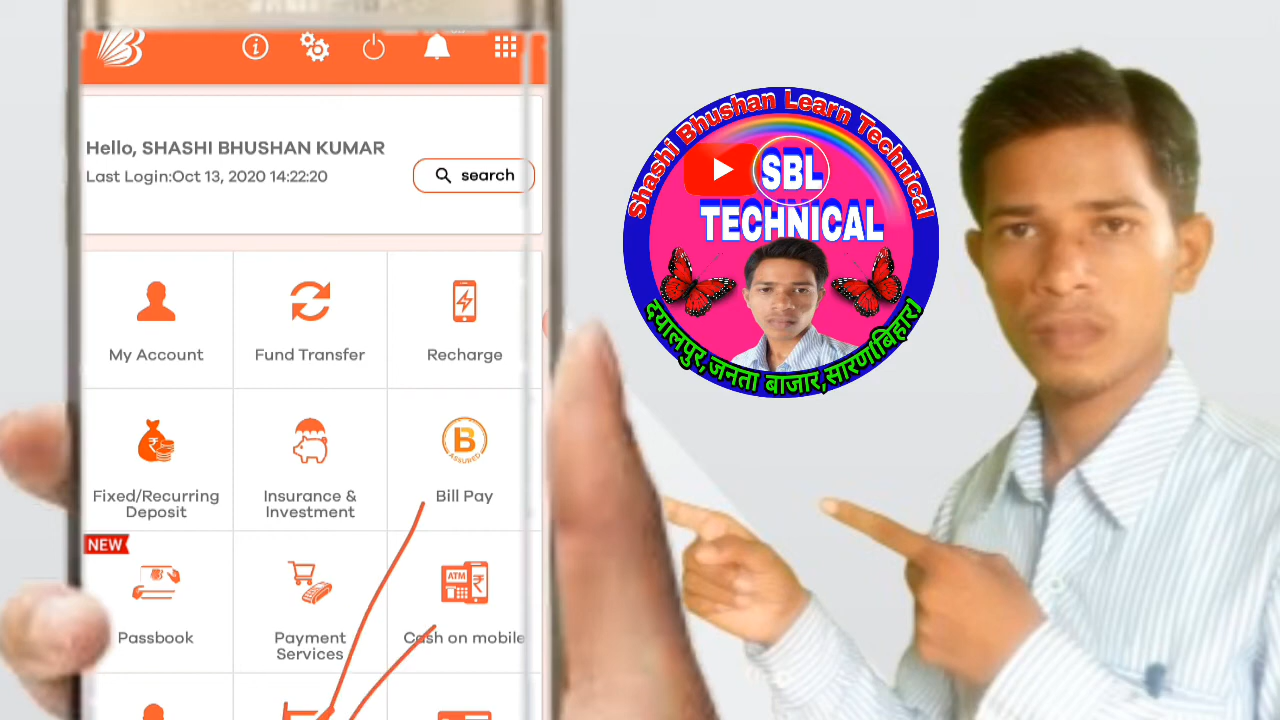 Hello, SHASHI BHUSHAN KUMAR
Last Login:Oct 13, 2020 14:22:20
search
My Account
Fund Transfer
Recharge
Fixed/Recurring
Deposit
Insurance &
Investment
B
ASSURED
Bill Pay
NEW
Passbook
Payment
Services
ATM
Cash on mobile
Shashi Bhushan Learn Technical
SBL
TECHNICAL
दयालपुर,जनता बाजार,सारण(बिहार)